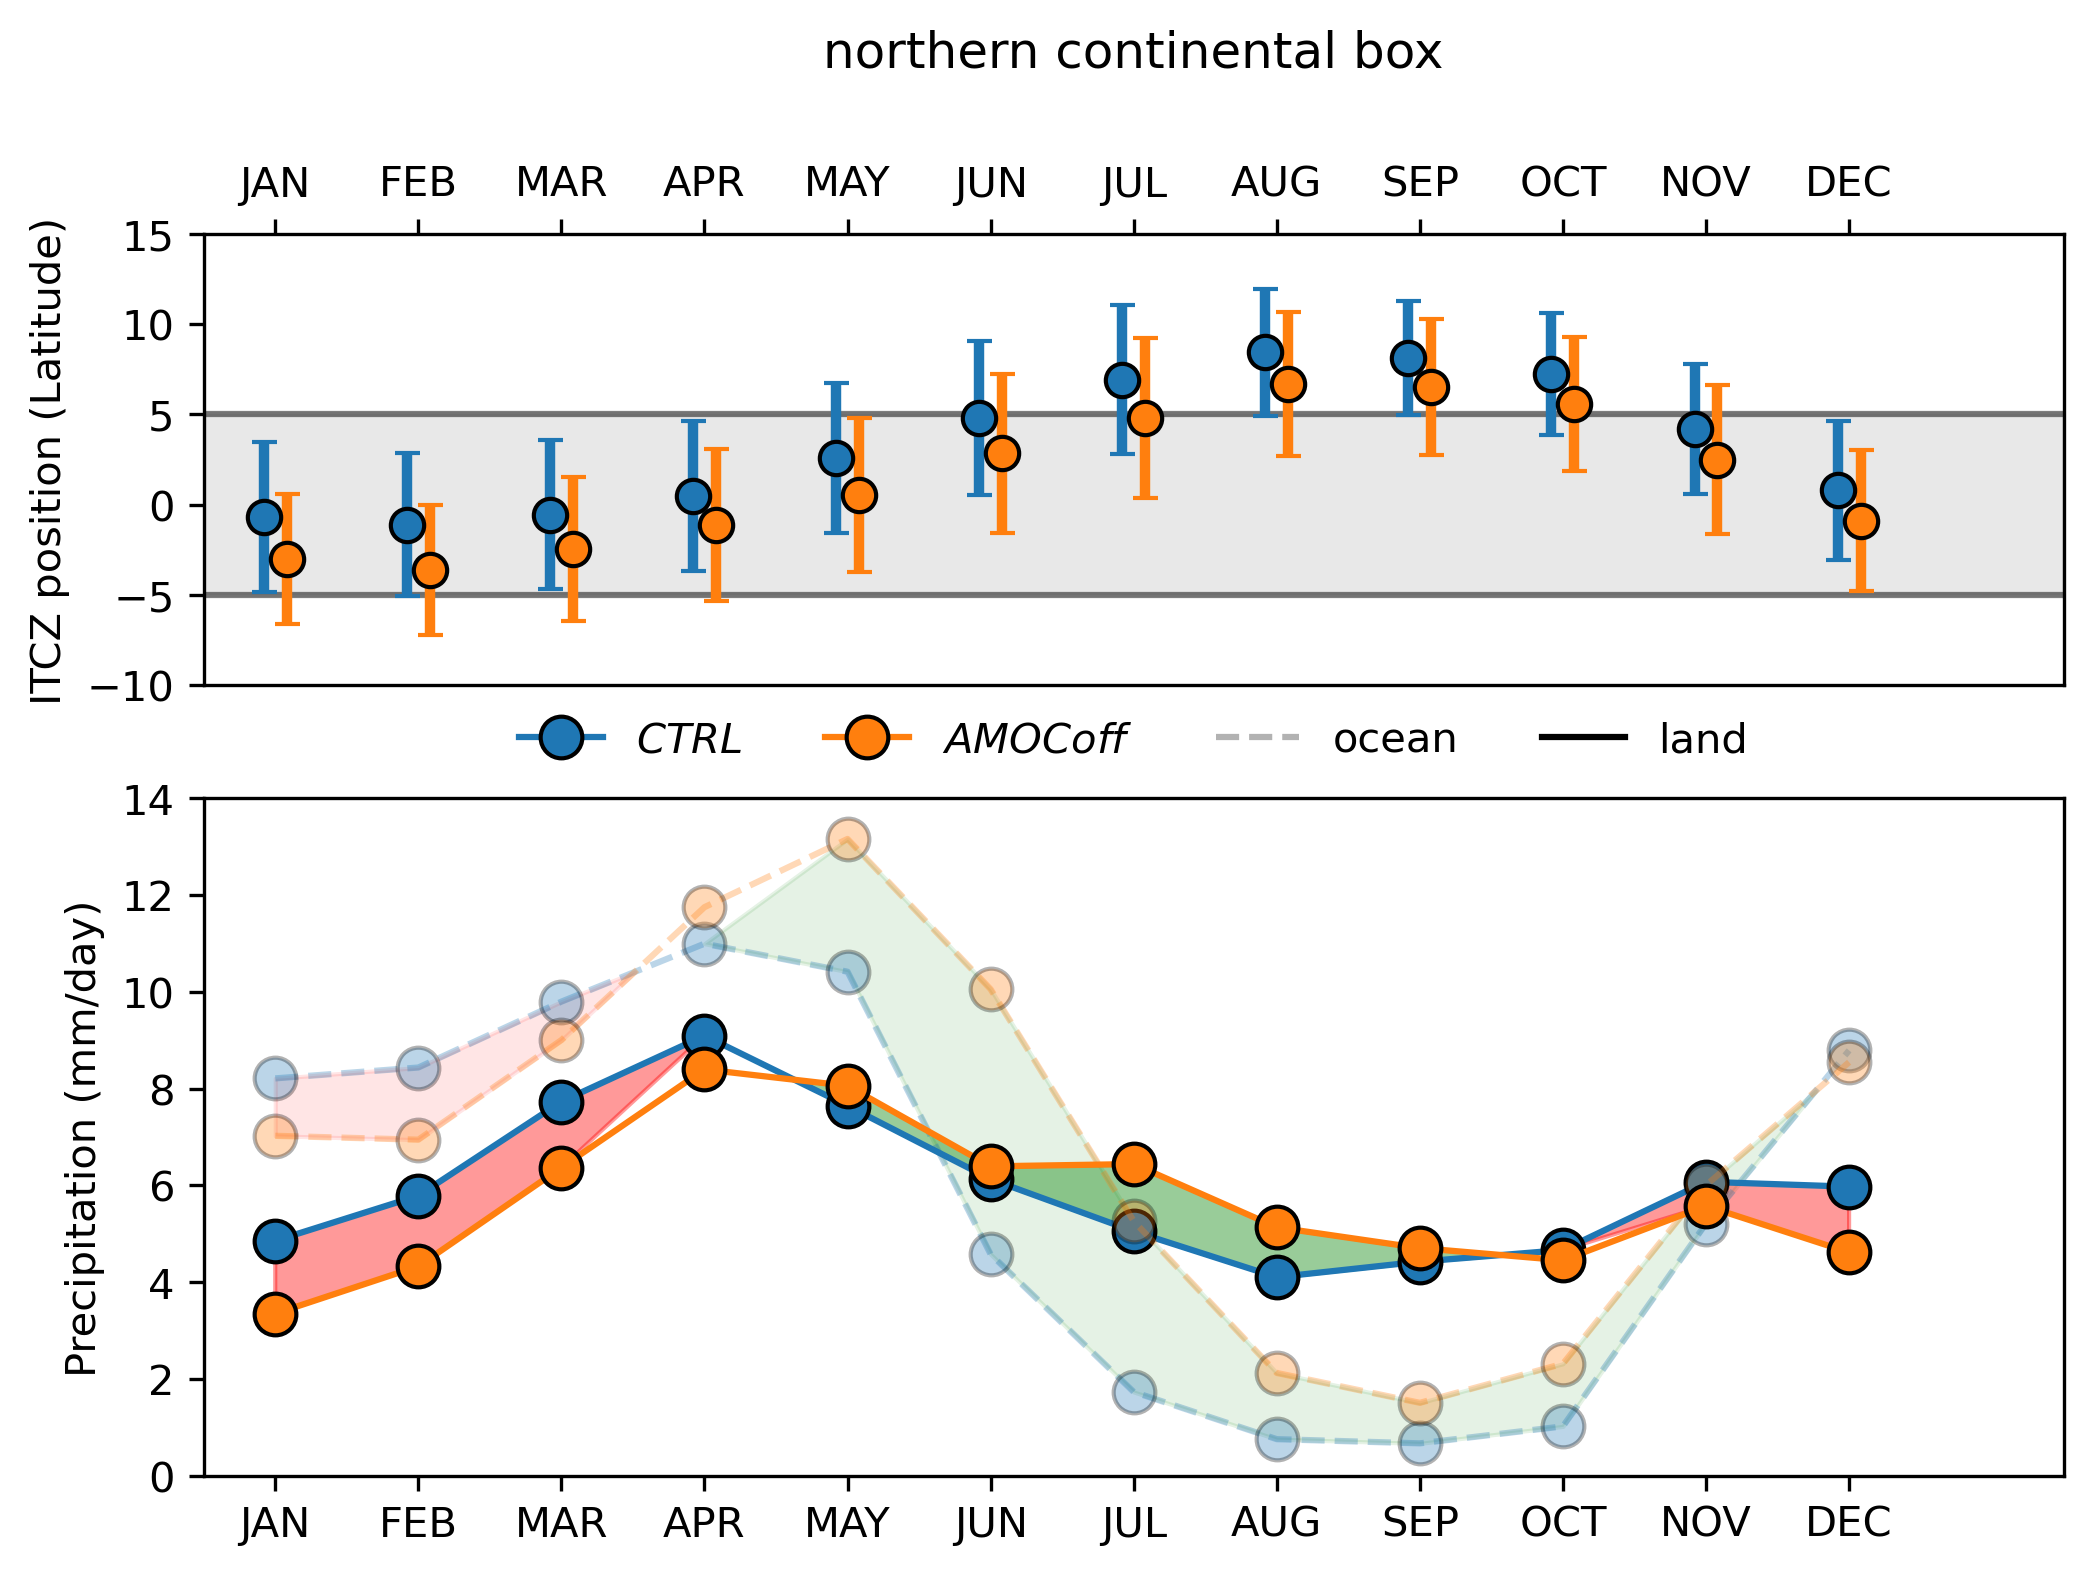 northern continental box
JAN FEB MAR APR MAY JUN JUL AUG SEP OCT NOV DEC
ITCZ position (Latitude)
15
10
5
0
−5
−10
CTRL AMOCoff ocean land
Precipitation (mm/day)
14
12
10
8
6
4
2
0
JAN FEB MAR APR MAY JUN JUL AUG SEP OCT NOV DEC